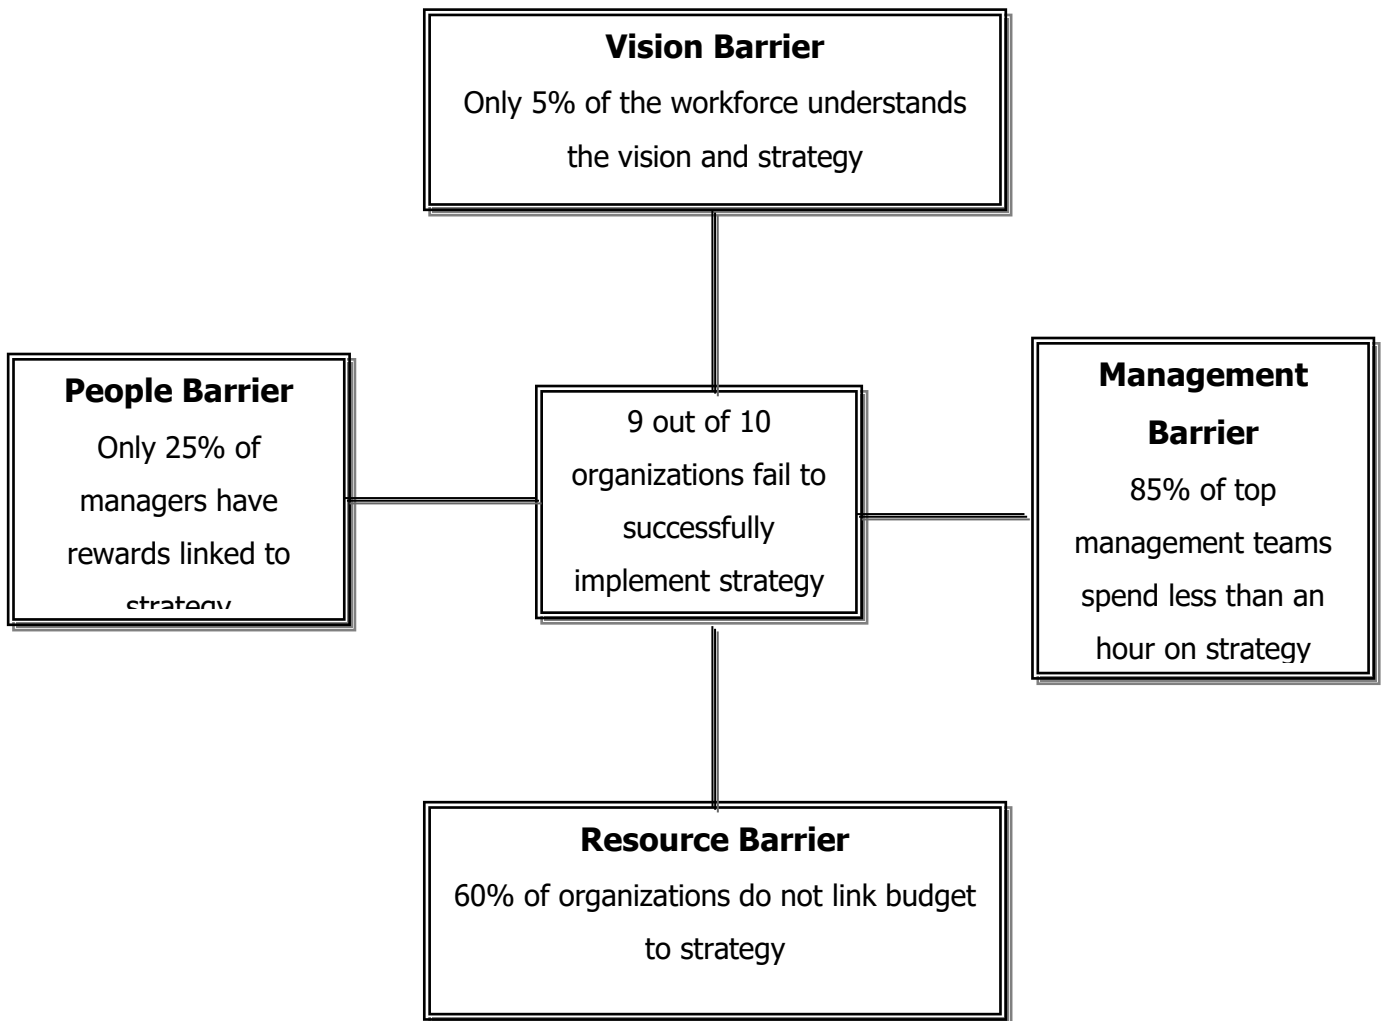 Vision Barrier
Only 5% of the workforce understands
the vision and strategy
People Barrier
Only 25% of
managers have
rewards linked to
strategy
9 out of 10
organizations fail to
successfully
implement strategy
Management
Barrier
85% of top
management teams
spend less than an
hour on strategy
Resource Barrier
60% of organizations do not link budget
to strategy